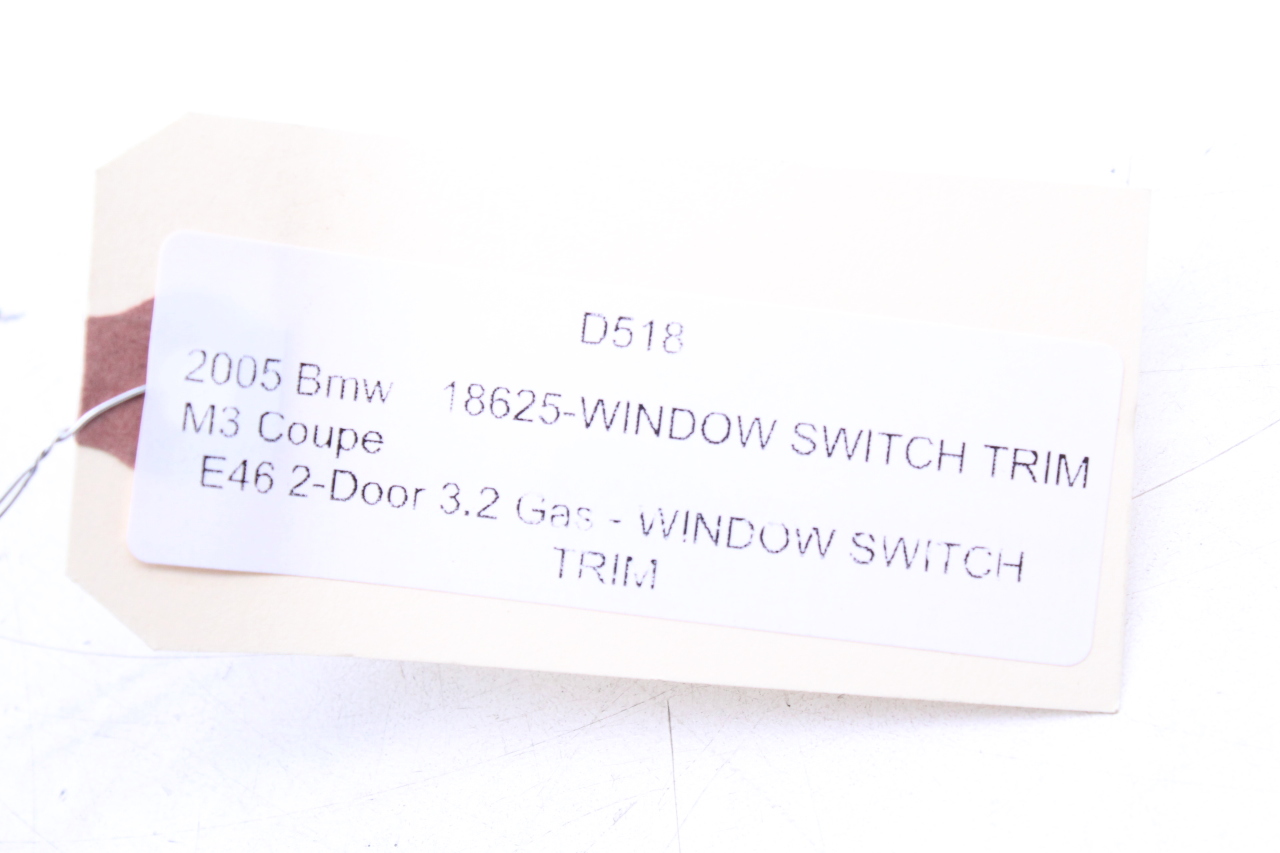 D518
2005 Bmw 18625-WINDOW SWITCH TRIM
M3 Coupe
E46 2-Door 3.2 Gas - WINDOW SWITCH
TRIM